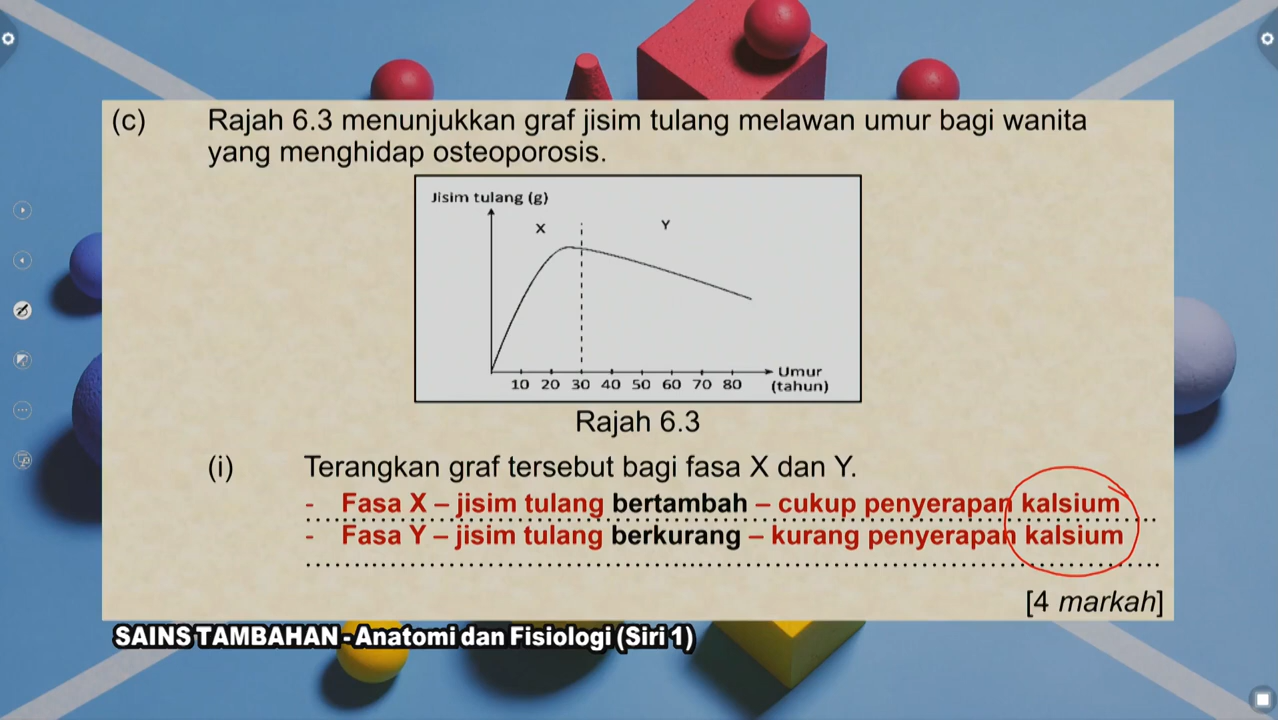 (c) Rajah 6.3 menunjukkan graf jisim tulang melawan umur bagi wanita
yang menghidap osteoporosis.
Jisim tulang (g)
X Y
Umur
10 20 30 40 50 60 70 80 (tahun)
Rajah 6.3
(i) Terangkan graf tersebut bagi fasa X dan Y.
- Fasa X – jisim tulang bertambah – cukup penyerapan kalsium
- Fasa Y – jisim tulang berkurang – kurang penyerapan kalsium
[4 markah]
SAINS TAMBAHAN - Anatomi dan Fisiologi (Siri 1)